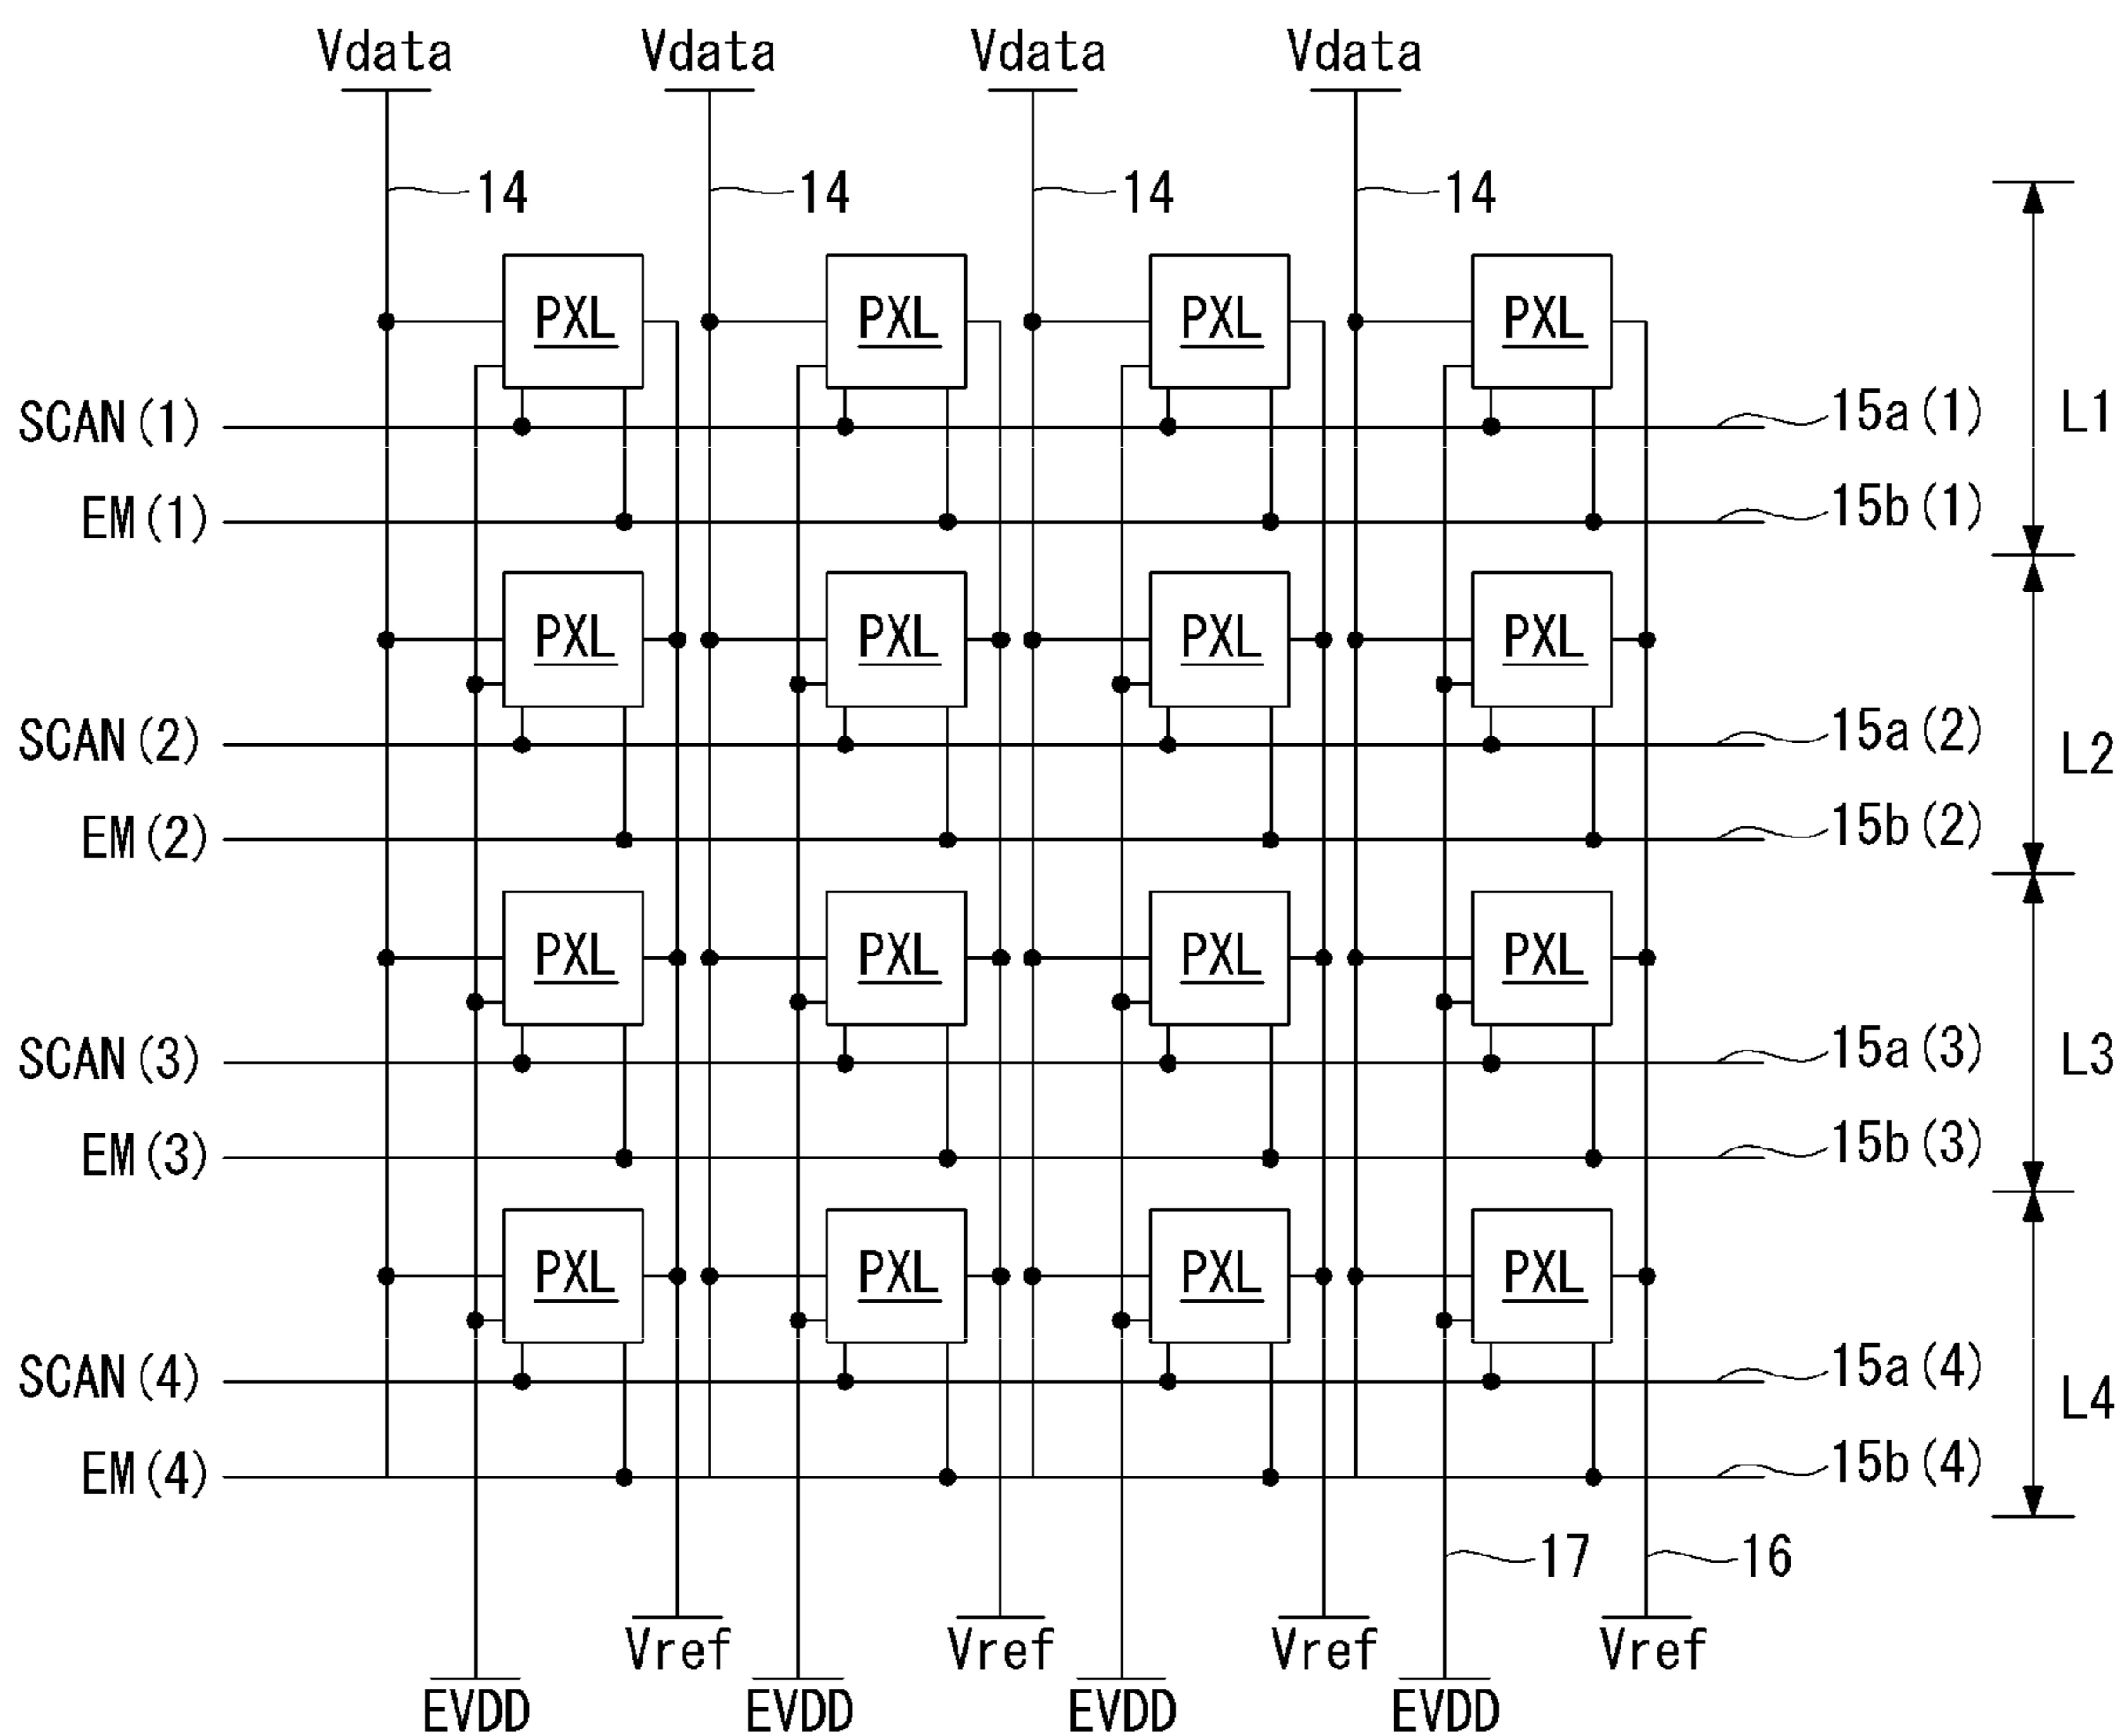 Vdata Vdata Vdata Vdata
14 14 14 14
PXL PXL PXL PXL
SCAN(1) 15a(1) L1
EM(1) 15b(1)
PXL PXL PXL PXL
SCAN(2) 15a(2) L2
EM(2) 15b(2)
PXL PXL PXL PXL
SCAN(3) 15a(3) L3
EM(3) 15b(3)
PXL PXL PXL PXL
SCAN(4) 15a(4) L4
EM(4) 15b(4)
17 16
Vref Vref Vref Vref
EVDD EVDD EVDD EVDD